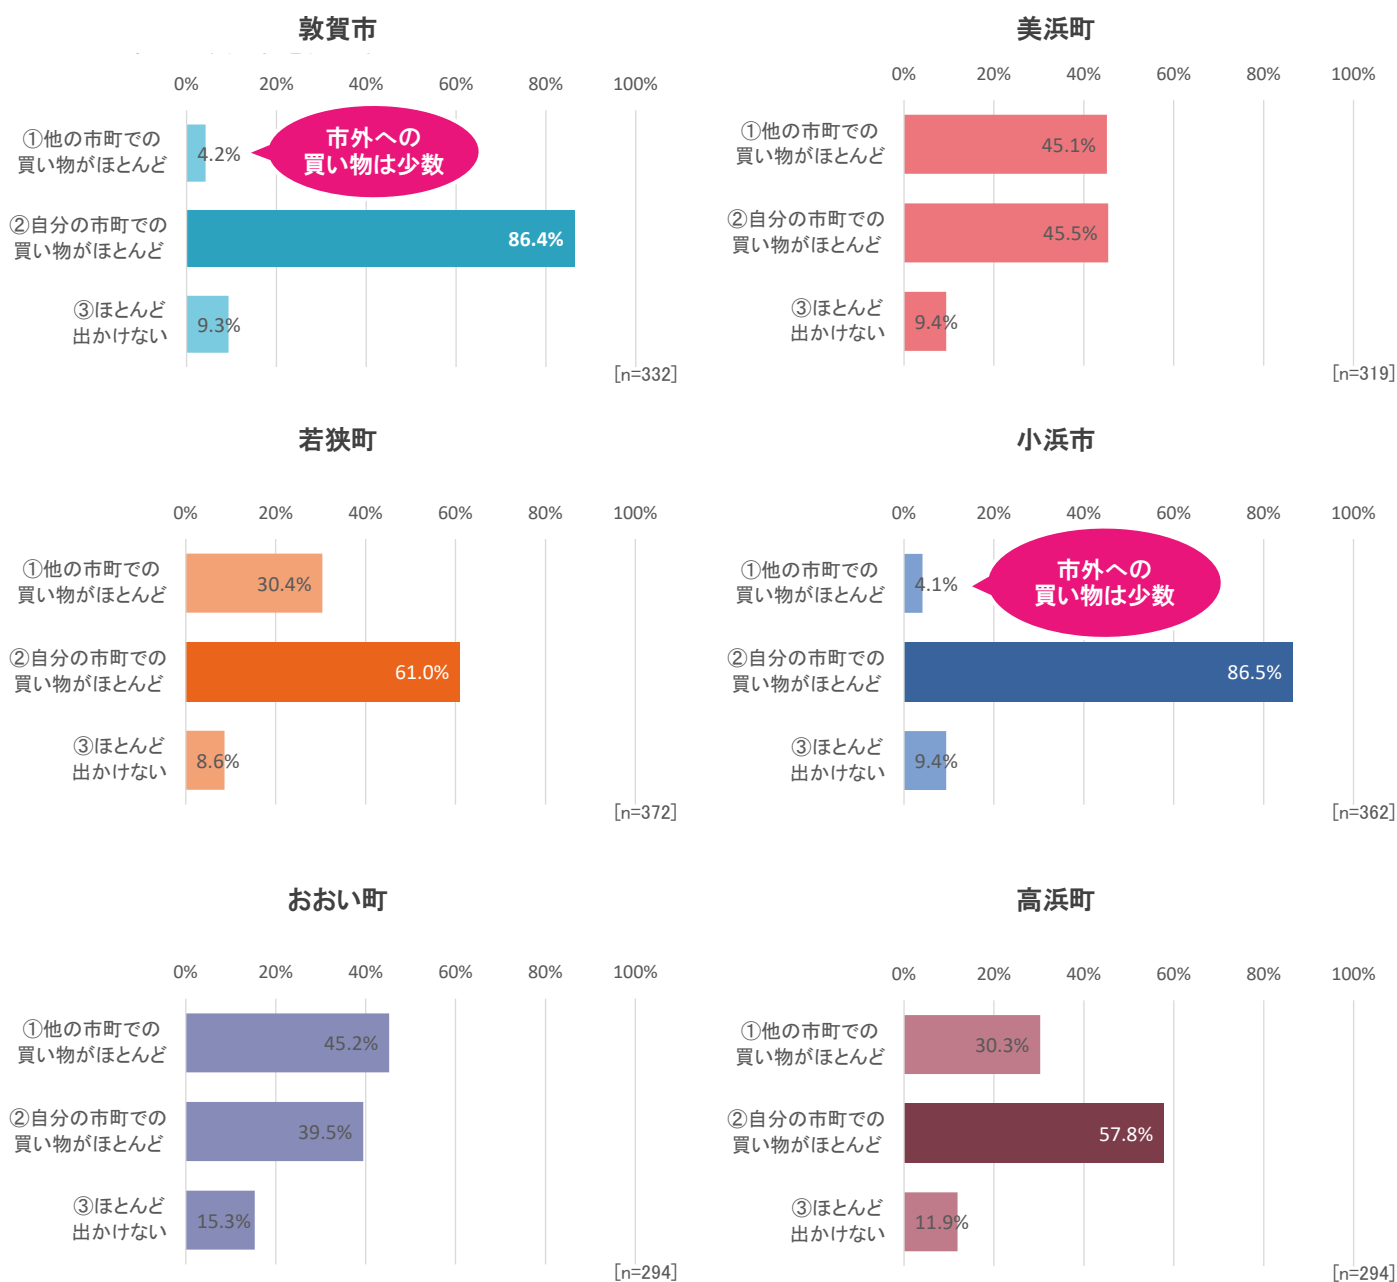 敦賀市
0% 20% 40% 60% 80% 100%
①他の市町での
買い物がほとんど
4.2%
市外への
買い物は少数
②自分の市町での
買い物がほとんど
86.4%
③ほとんど
出かけない
9.3%
[n=332]
美浜町
0% 20% 40% 60% 80% 100%
①他の市町での
買い物がほとんど
45.1%
②自分の市町での
買い物がほとんど
45.5%
③ほとんど
出かけない
9.4%
[n=319]
若狭町
0% 20% 40% 60% 80% 100%
①他の市町での
買い物がほとんど
30.4%
②自分の市町での
買い物がほとんど
61.0%
③ほとんど
出かけない
8.6%
[n=372]
小浜市
0% 20% 40% 60% 80% 100%
①他の市町での
買い物がほとんど
4.1%
市外への
買い物は少数
②自分の市町での
買い物がほとんど
86.5%
③ほとんど
出かけない
9.4%
[n=362]
おおい町
0% 20% 40% 60% 80% 100%
①他の市町での
買い物がほとんど
45.2%
②自分の市町での
買い物がほとんど
39.5%
③ほとんど
出かけない
15.3%
[n=294]
高浜町
0% 20% 40% 60% 80% 100%
①他の市町での
買い物がほとんど
30.3%
②自分の市町での
買い物がほとんど
57.8%
③ほとんど
出かけない
11.9%
[n=294]